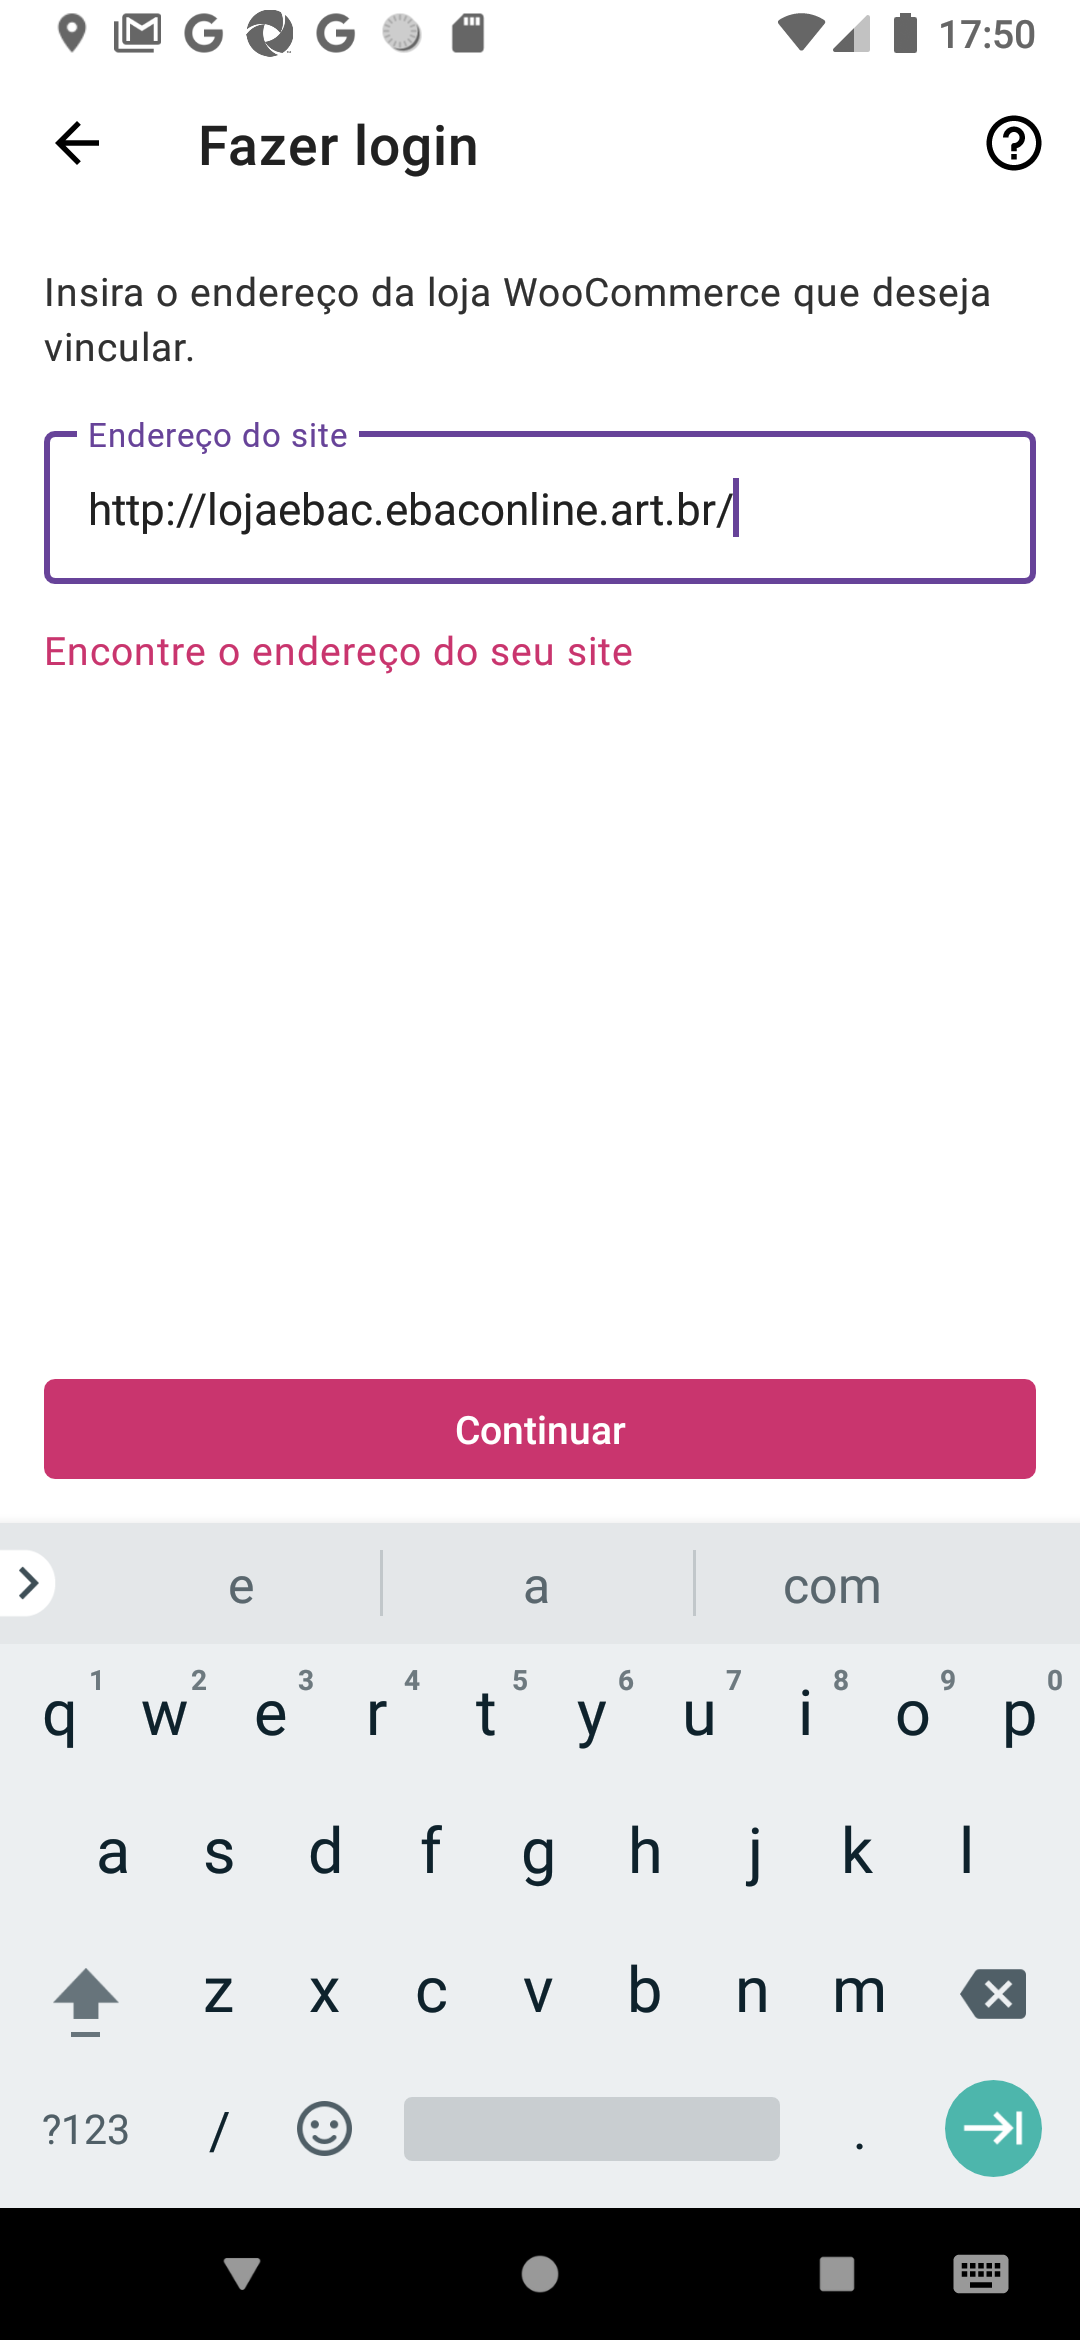 17:50
Fazer login
Insira o endereço da loja WooCommerce que deseja
vincular.
Endereço do site
http://lojaebac.ebaconline.art.br/
Encontre o endereço do seu site
Continuar
e a com
1 2 3 4 5 6 7 8 9 0
q w e r t y u i o p
a s d f g h j k l
z x c v b n m
?123 / .